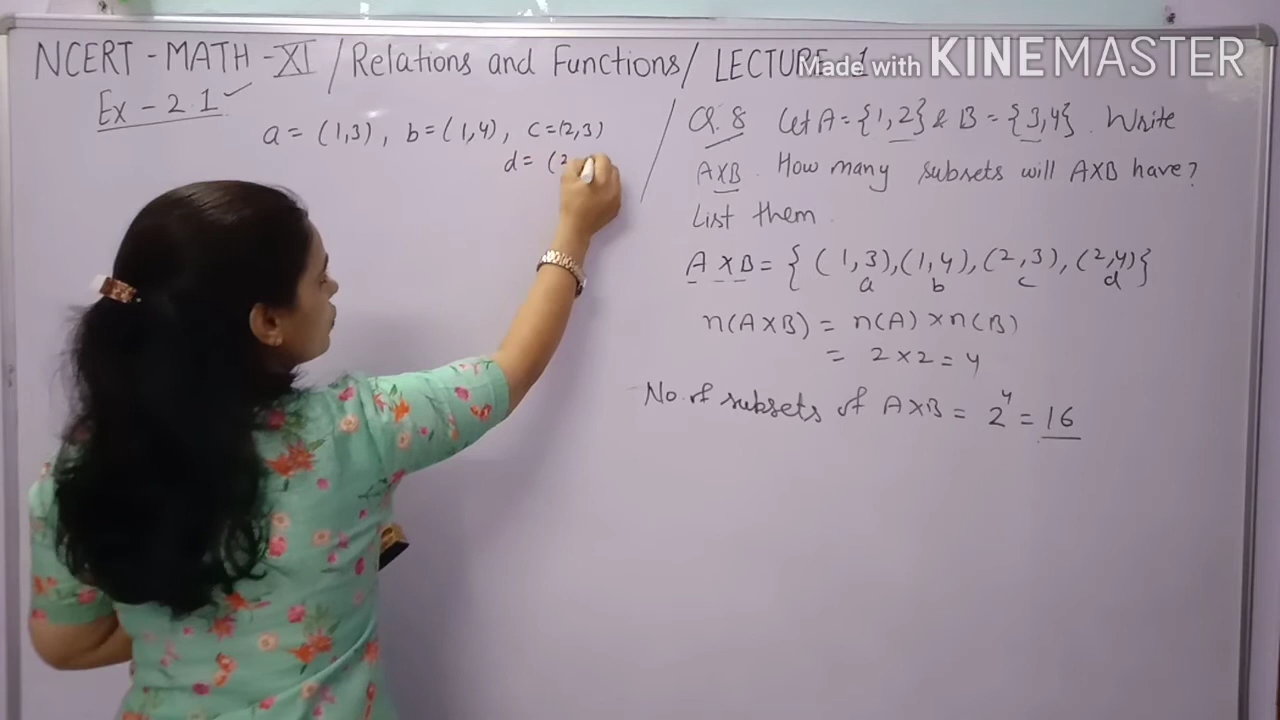 NCERT - MATH - XI / Relations and Functions / LECTURE - 1
Made with KINEMASTER
Ex - 2.1 ✓
a = (1,3), b = (1,4), c = (2,3)
d = (2
Q. 8 Let A = {1,2} & B = {3,4}. Write
A×B. How many subsets will A×B have?
List them.
A × B = { (1,3), (1,4), (2,3), (2,4) }
a b c d
n(A×B) = n(A) × n(B)
= 2 × 2 = 4
No. of subsets of A×B = 2⁴ = 16